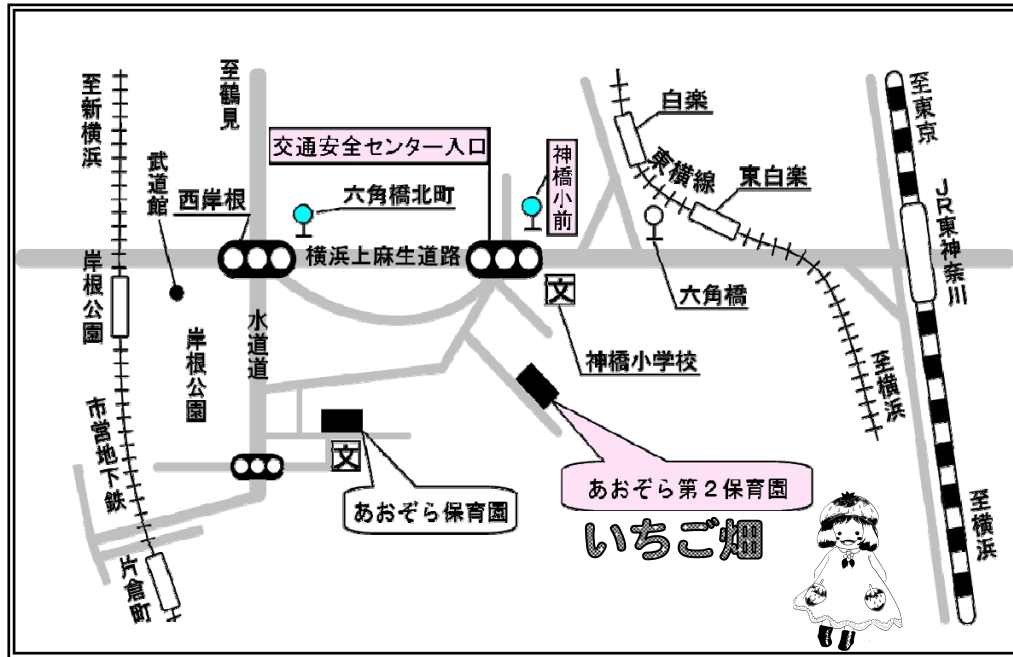 至新横浜
至鶴見
武道館
西岸根
交通安全センター入口
六角橋北町
神橋小前
白楽
東横線
東白楽
至東京
JR東神奈川
岸根公園
横浜上麻生道路
六角橋
文
神橋小学校
水道道
岸根公園
至横浜
市営地下鉄
文
あおぞら保育園
あおぞら第2保育園
いちご畑
至横浜
片倉町